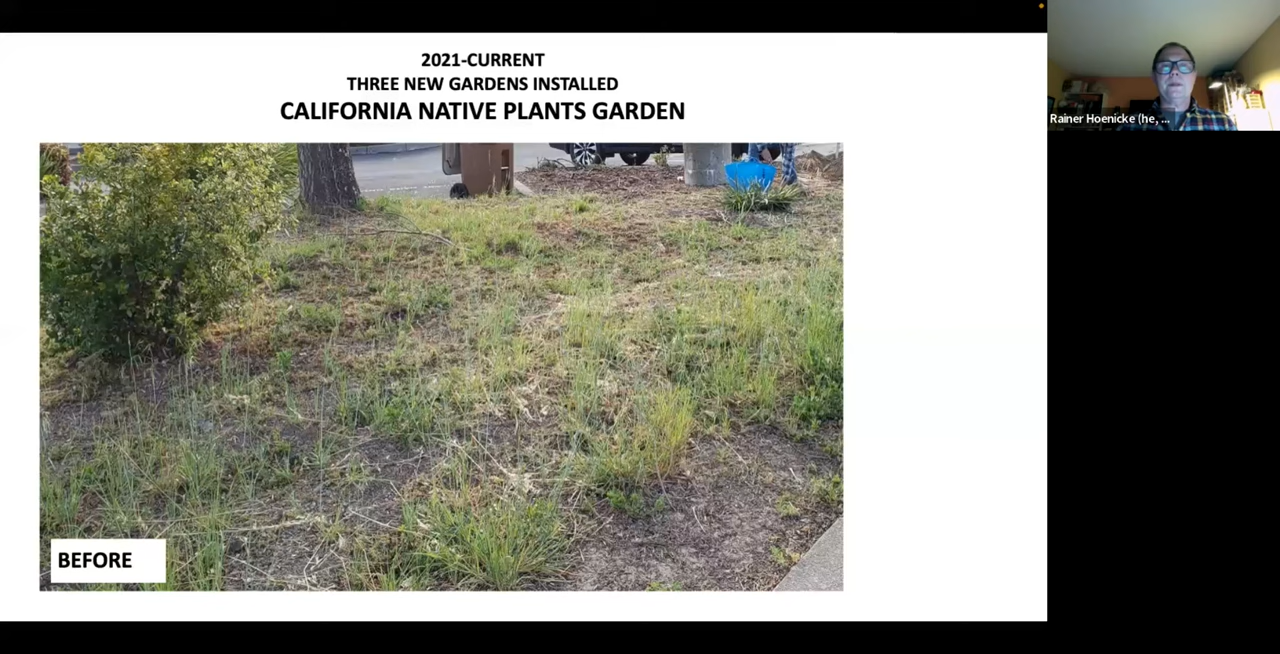 2021-CURRENT
THREE NEW GARDENS INSTALLED
CALIFORNIA NATIVE PLANTS GARDEN
Rainer Hoenicke (he, ...
BEFORE